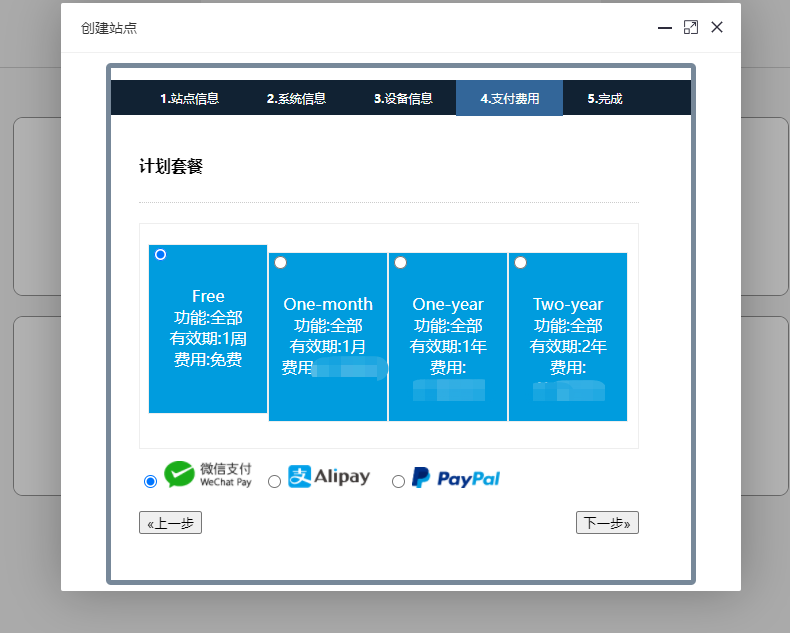 创建站点
1.站点信息 2.系统信息 3.设备信息 4.支付费用 5.完成
计划套餐
Free
功能:全部
有效期:1周
费用:免费
One-month
功能:全部
有效期:1月
费用
One-year
功能:全部
有效期:1年
费用:
Two-year
功能:全部
有效期:2年
费用:
微信支付
WeChat Pay
支 Alipay
PayPal
«上一步
下一步»